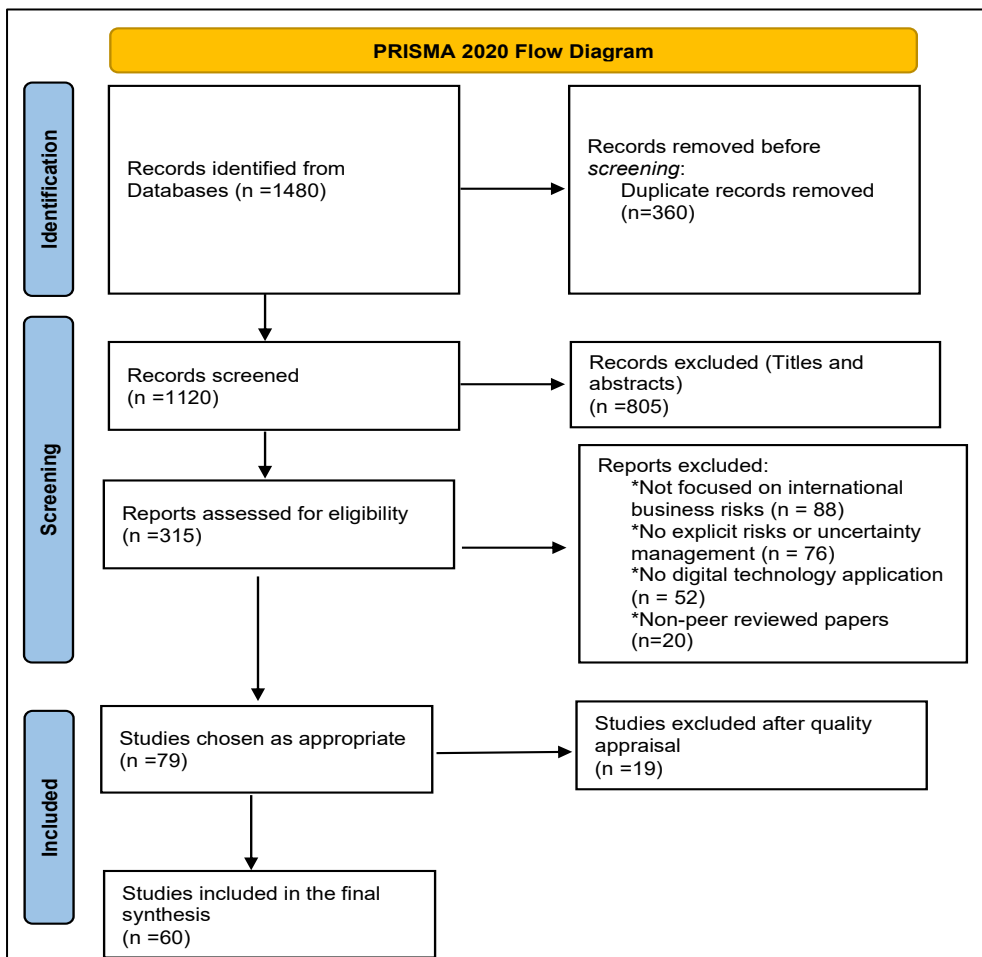 PRISMA 2020 Flow Diagram
Identification
Records identified from
Databases (n =1480)
Records removed before
screening:
Duplicate records removed
(n=360)
Screening
Records screened
(n =1120)
Records excluded (Titles and
abstracts)
(n =805)
Reports assessed for eligibility
(n =315)
Reports excluded:
*Not focused on international
business risks (n = 88)
*No explicit risks or uncertainty
management (n = 76)
*No digital technology application
(n = 52)
*Non-peer reviewed papers
(n=20)
Included
Studies chosen as appropriate
(n =79)
Studies excluded after quality
appraisal
(n =19)
Studies included in the final
synthesis
(n =60)